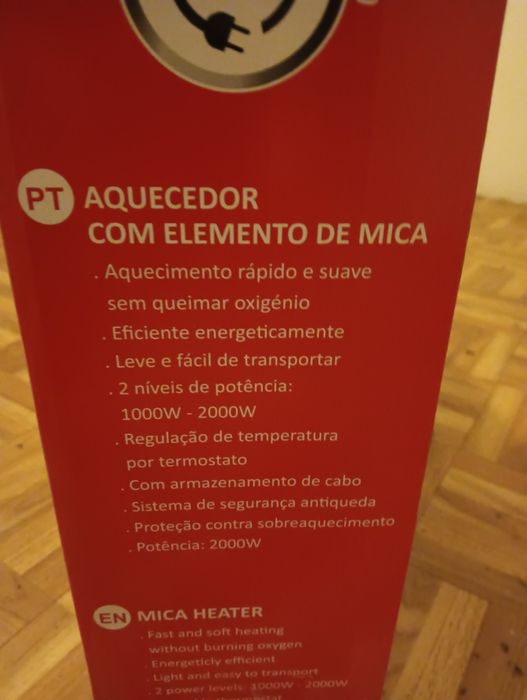 PT AQUECEDOR
COM ELEMENTO DE MICA
. Aquecimento rápido e suave
sem queimar oxigénio
. Eficiente energeticamente
. Leve e fácil de transportar
. 2 níveis de potência:
1000W - 2000W
. Regulação de temperatura
por termostato
. Com armazenamento de cabo
. Sistema de segurança antiqueda
. Proteção contra sobreaquecimento
. Potência: 2000W
EN MICA HEATER
. Fast and soft heating
without burning oxygen
. Energeticly efficient
. Light and easy to transport
. 2 power levels: 1000W - 2000W